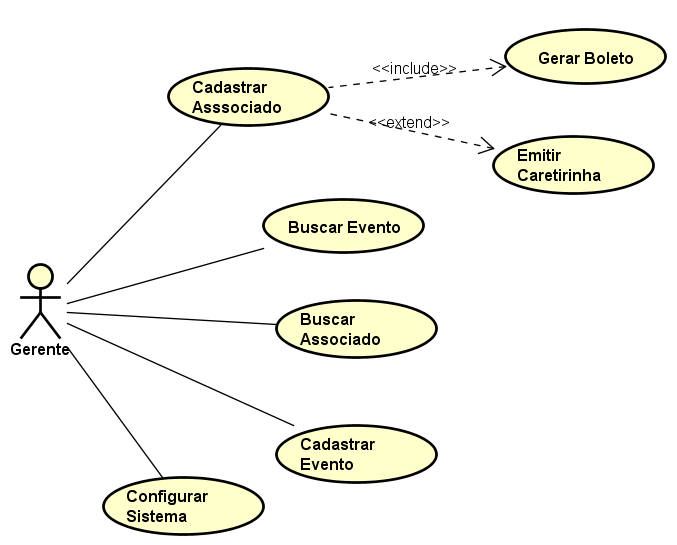 <<include>>
Gerar Boleto
Cadastrar
Asssociado
<<extend>>
Emitir
Caretirinha
Buscar Evento
Buscar
Associado
Gerente
Cadastrar
Evento
Configurar
Sistema